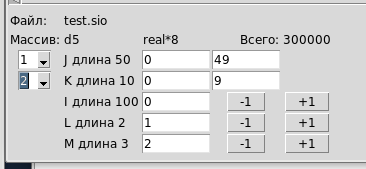 Файл: test.sio
Массив: d5 real*8 Всего: 300000
1 J длина 50 0 49
2 K длина 10 0 9
I длина 100 0 -1 +1
L длина 2 1 -1 +1
M длина 3 2 -1 +1